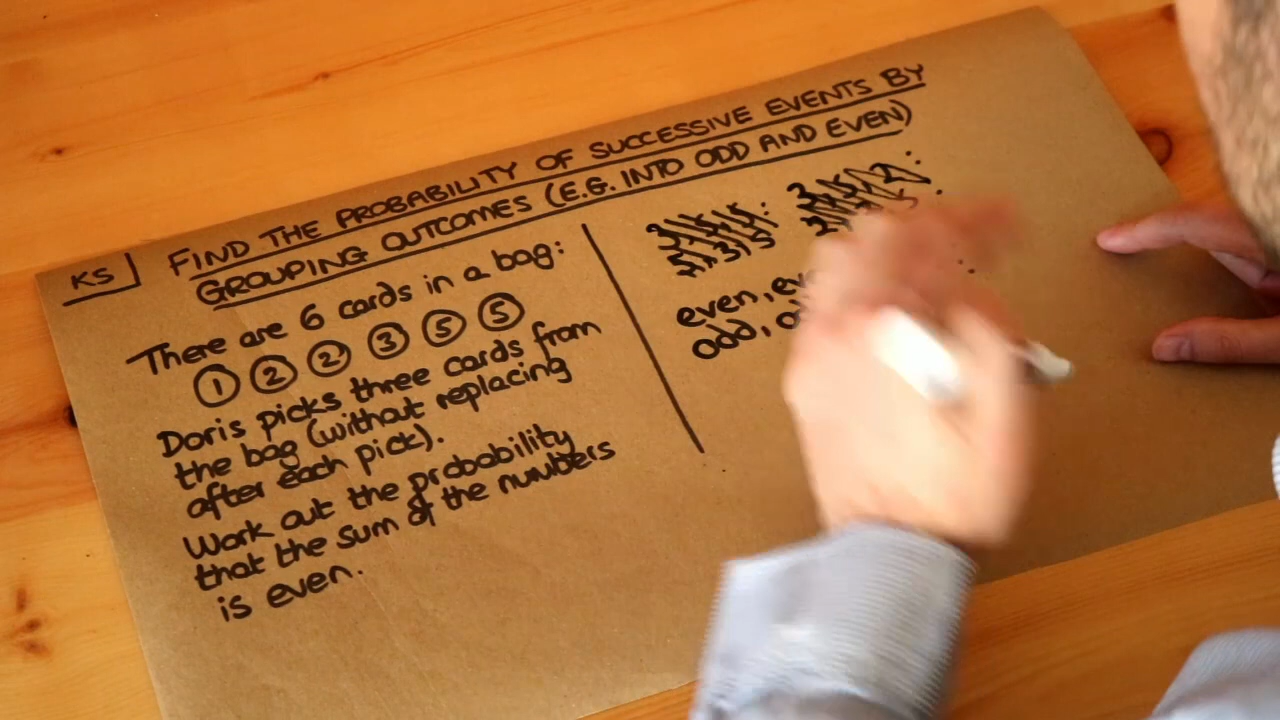 KS
FIND THE PROBABILITY OF SUCCESSIVE EVENTS BY
GROUPING OUTCOMES (E.G. INTO ODD AND EVEN)
There are 6 cards in a bag:
1 2 2 3 5 5
Doris picks three cards from
the bag (without replacing
after each pick).
Work out the probability
that the sum of the numbers
is even.
even,
odd,